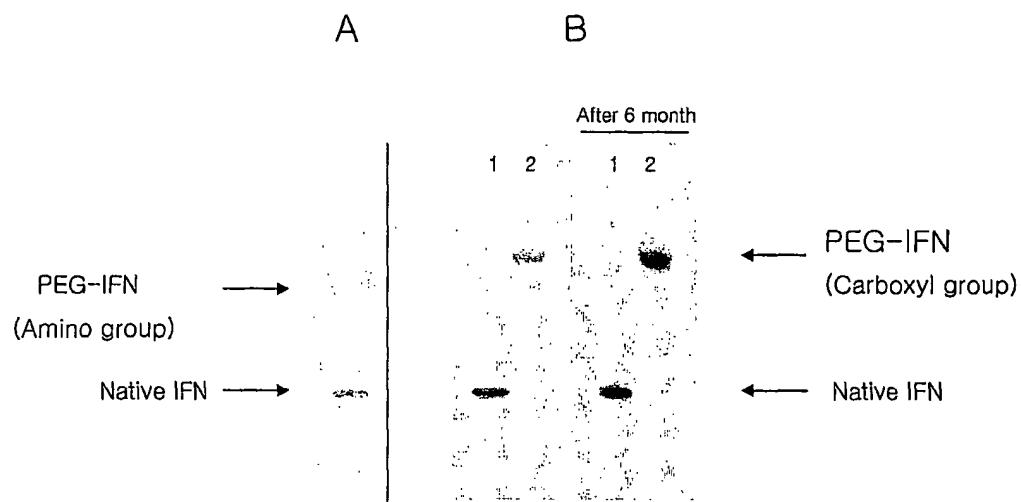 A
B
After 6 month
1 2 1 2
PEG-IFN
(Amino group)
Native IFN
PEG-IFN
(Carboxyl group)
Native IFN